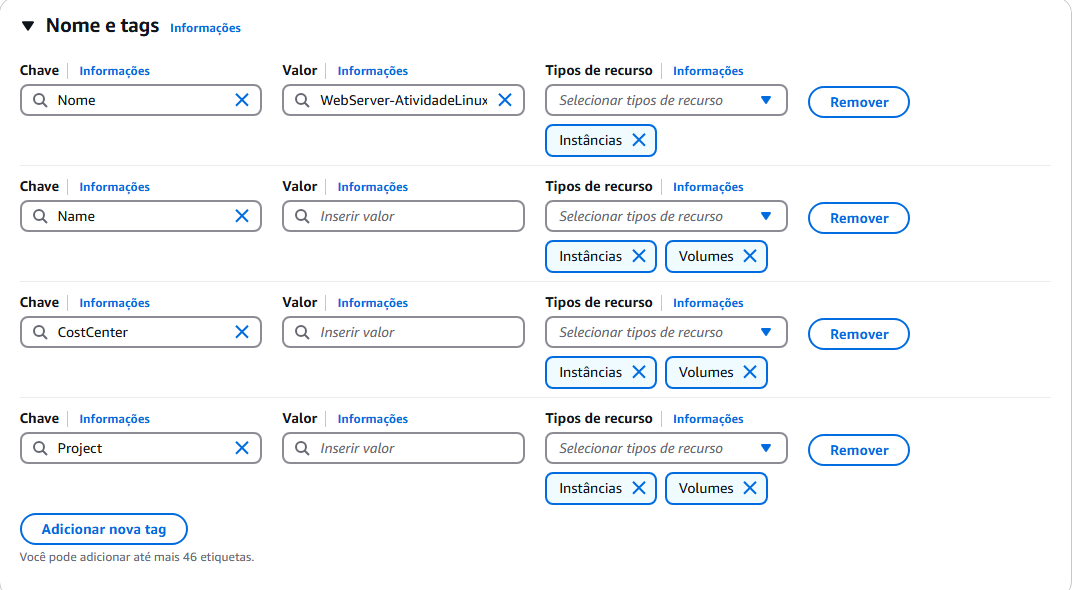 Nome e tags Informações
Chave Informações Valor Informações Tipos de recurso Informações
Nome WebServer-AtividadeLinux Selecionar tipos de recurso Remover
Instâncias
Chave Informações Valor Informações Tipos de recurso Informações
Name Inserir valor Selecionar tipos de recurso Remover
Instâncias Volumes
Chave Informações Valor Informações Tipos de recurso Informações
CostCenter Inserir valor Selecionar tipos de recurso Remover
Instâncias Volumes
Chave Informações Valor Informações Tipos de recurso Informações
Project Inserir valor Selecionar tipos de recurso Remover
Instâncias Volumes
Adicionar nova tag
Você pode adicionar até mais 46 etiquetas.